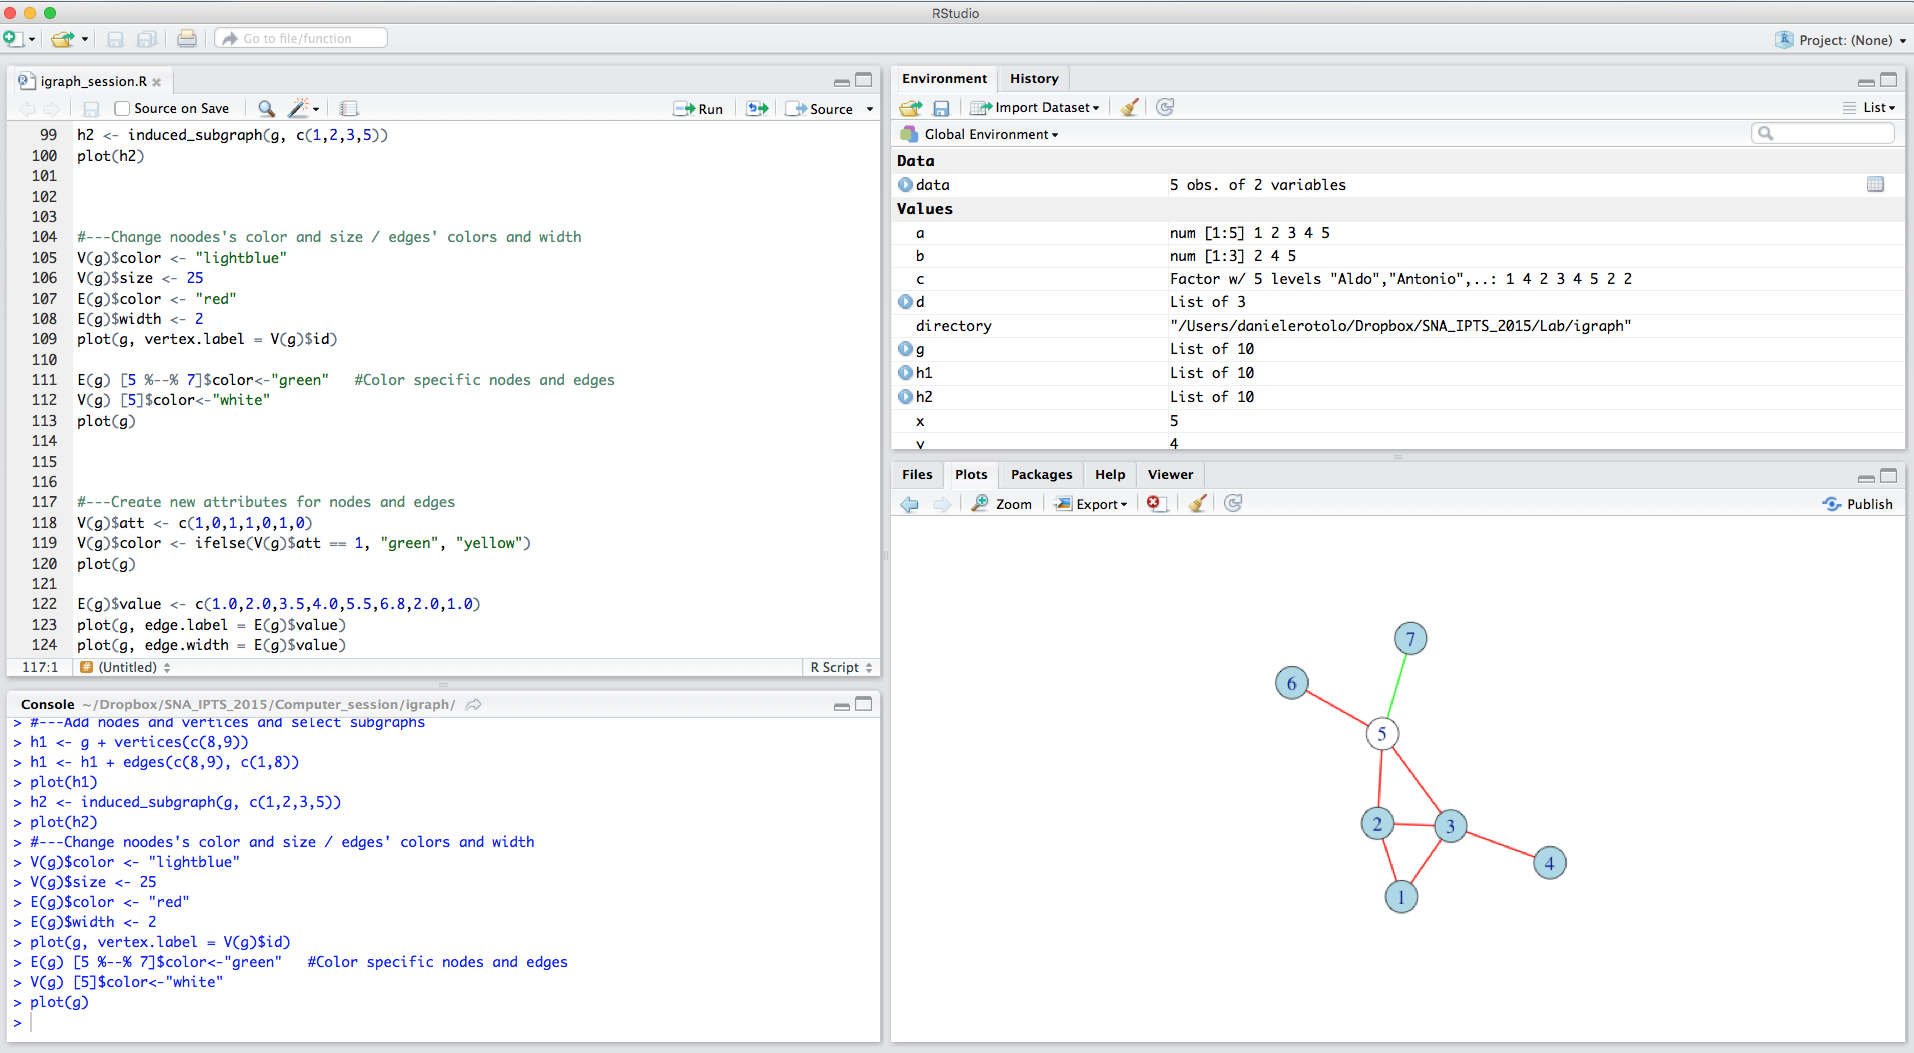 RStudio
Go to file/function
Project: (None)
igraph_session.R
Source on Save
Run
Source
99 h2 <- induced_subgraph(g, c(1,2,3,5))
100 plot(h2)
101
102
103
104 #---Change noodes's color and size / edges' colors and width
105 V(g)$color <- "lightblue"
106 V(g)$size <- 25
107 E(g)$color <- "red"
108 E(g)$width <- 2
109 plot(g, vertex.label = V(g)$id)
110
111 E(g) [5 %--% 7]$color<-"green"   #Color specific nodes and edges
112 V(g) [5]$color<-"white"
113 plot(g)
114
115
116
117 #---Create new attributes for nodes and edges
118 V(g)$att <- c(1,0,1,1,0,1,0)
119 V(g)$color <- ifelse(V(g)$att == 1, "green", "yellow")
120 plot(g)
121
122 E(g)$value <- c(1.0,2.0,3.5,4.0,5.5,6.8,2.0,1.0)
123 plot(g, edge.label = E(g)$value)
124 plot(g, edge.width = E(g)$value)
117:1 # (Untitled) R Script
Console ~/Dropbox/SNA_IPTS_2015/Computer_session/igraph/
> #---Add nodes and vertices and select subgraphs
> h1 <- g + vertices(c(8,9))
> h1 <- h1 + edges(c(8,9), c(1,8))
> plot(h1)
> h2 <- induced_subgraph(g, c(1,2,3,5))
> plot(h2)
> #---Change noodes's color and size / edges' colors and width
> V(g)$color <- "lightblue"
> V(g)$size <- 25
> E(g)$color <- "red"
> E(g)$width <- 2
> plot(g, vertex.label = V(g)$id)
> E(g) [5 %--% 7]$color<-"green"   #Color specific nodes and edges
> V(g) [5]$color<-"white"
> plot(g)
>
Environment History
Import Dataset
List
Global Environment
Data
data 5 obs. of 2 variables
Values
a num [1:5] 1 2 3 4 5
b num [1:3] 2 4 5
c Factor w/ 5 levels "Aldo","Antonio",..: 1 4 2 3 4 5 2 2
d List of 3
directory "/Users/danielerotolo/Dropbox/SNA_IPTS_2015/Lab/igraph"
g List of 10
h1 List of 10
h2 List of 10
x 5
y 4
Files Plots Packages Help Viewer
Zoom Export Publish
7
6
5
2 3
4
1